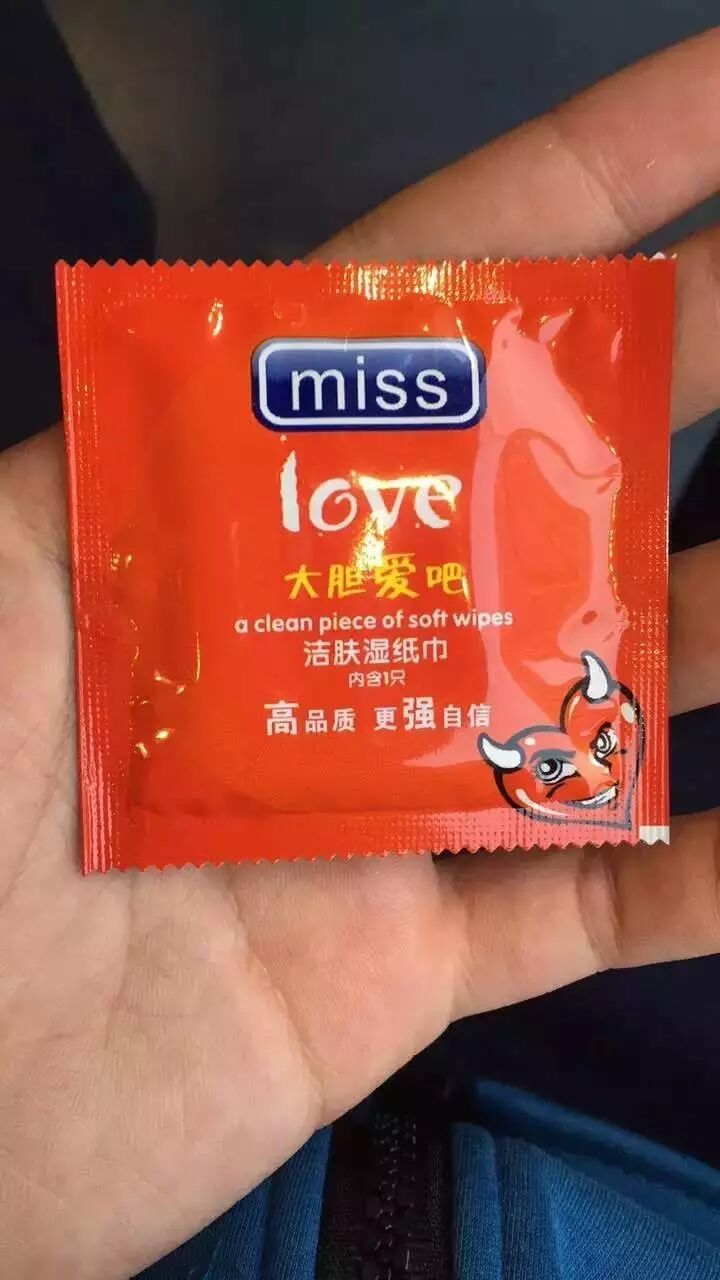 miss
love
大胆爱吧
a clean piece of soft wipes
洁肤湿纸巾
内含1只
高品质 更强自信